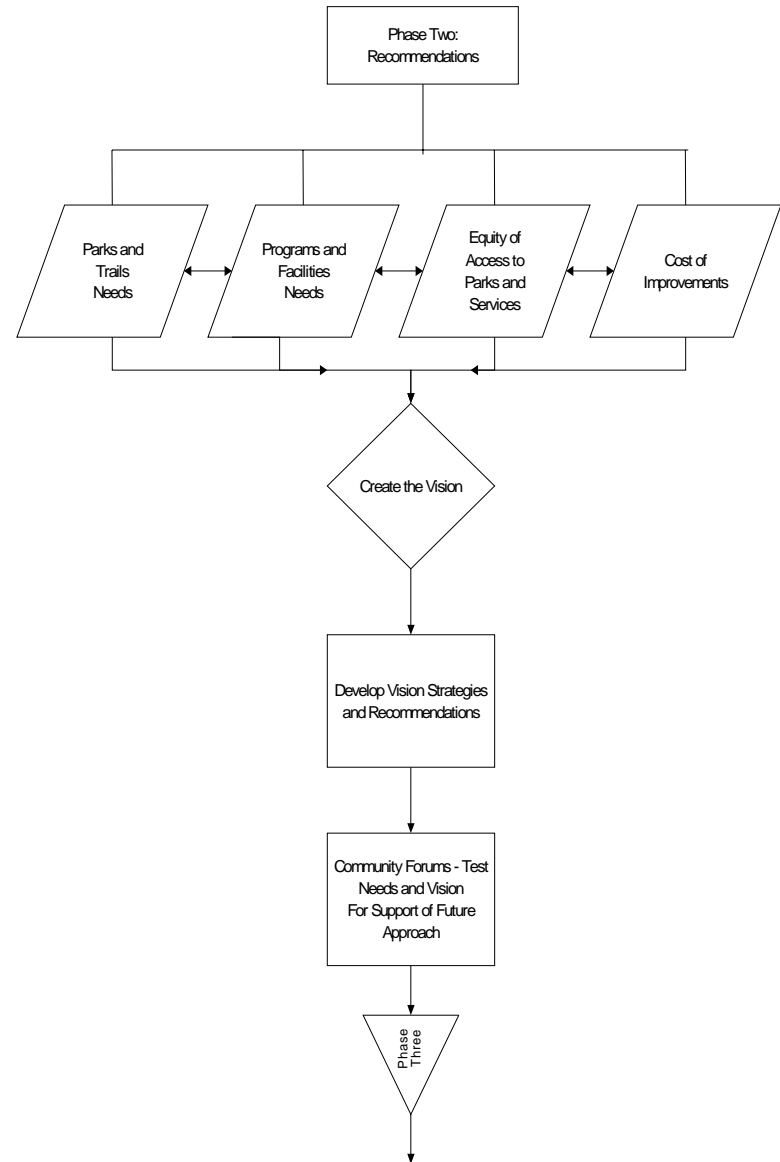 Phase Two:
Recommendations
Parks and
Trails
Needs
Programs and
Facilities
Needs
Equity of
Access to
Parks and
Services
Cost of
Improvements
Create the Vision
Develop Vision Strategies
and Recommendations
Community Forums - Test
Needs and Vision
For Support of Future
Approach
Phase
Three